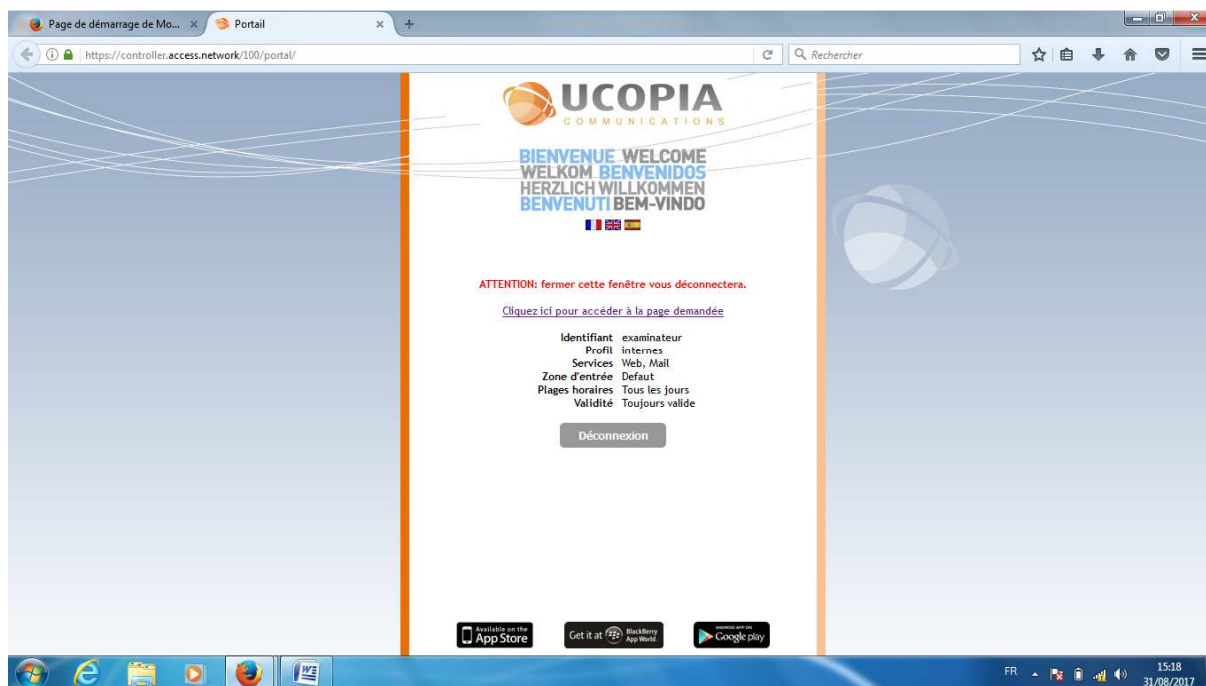 Page de démarrage de Mo...
Portail
https://controller.access.network/100/portal/
Rechercher
UCOPIA
COMMUNICATIONS
BIENVENUE WELCOME
WELKOM BENVENIDOS
HERZLICH WILLKOMMEN
BENVENUTI BEM-VINDO
ATTENTION: fermer cette fenêtre vous déconnectera.
Cliquez ici pour accéder à la page demandée
Identifiant examinateur
Profil internes
Services Web, Mail
Zone d'entrée Defaut
Plages horaires Tous les jours
Validité Toujours valide
Déconnexion
Available on the
App Store
Get it at BlackBerry
App World
ANDROID APP ON
Google play
FR
15:18
31/08/2017